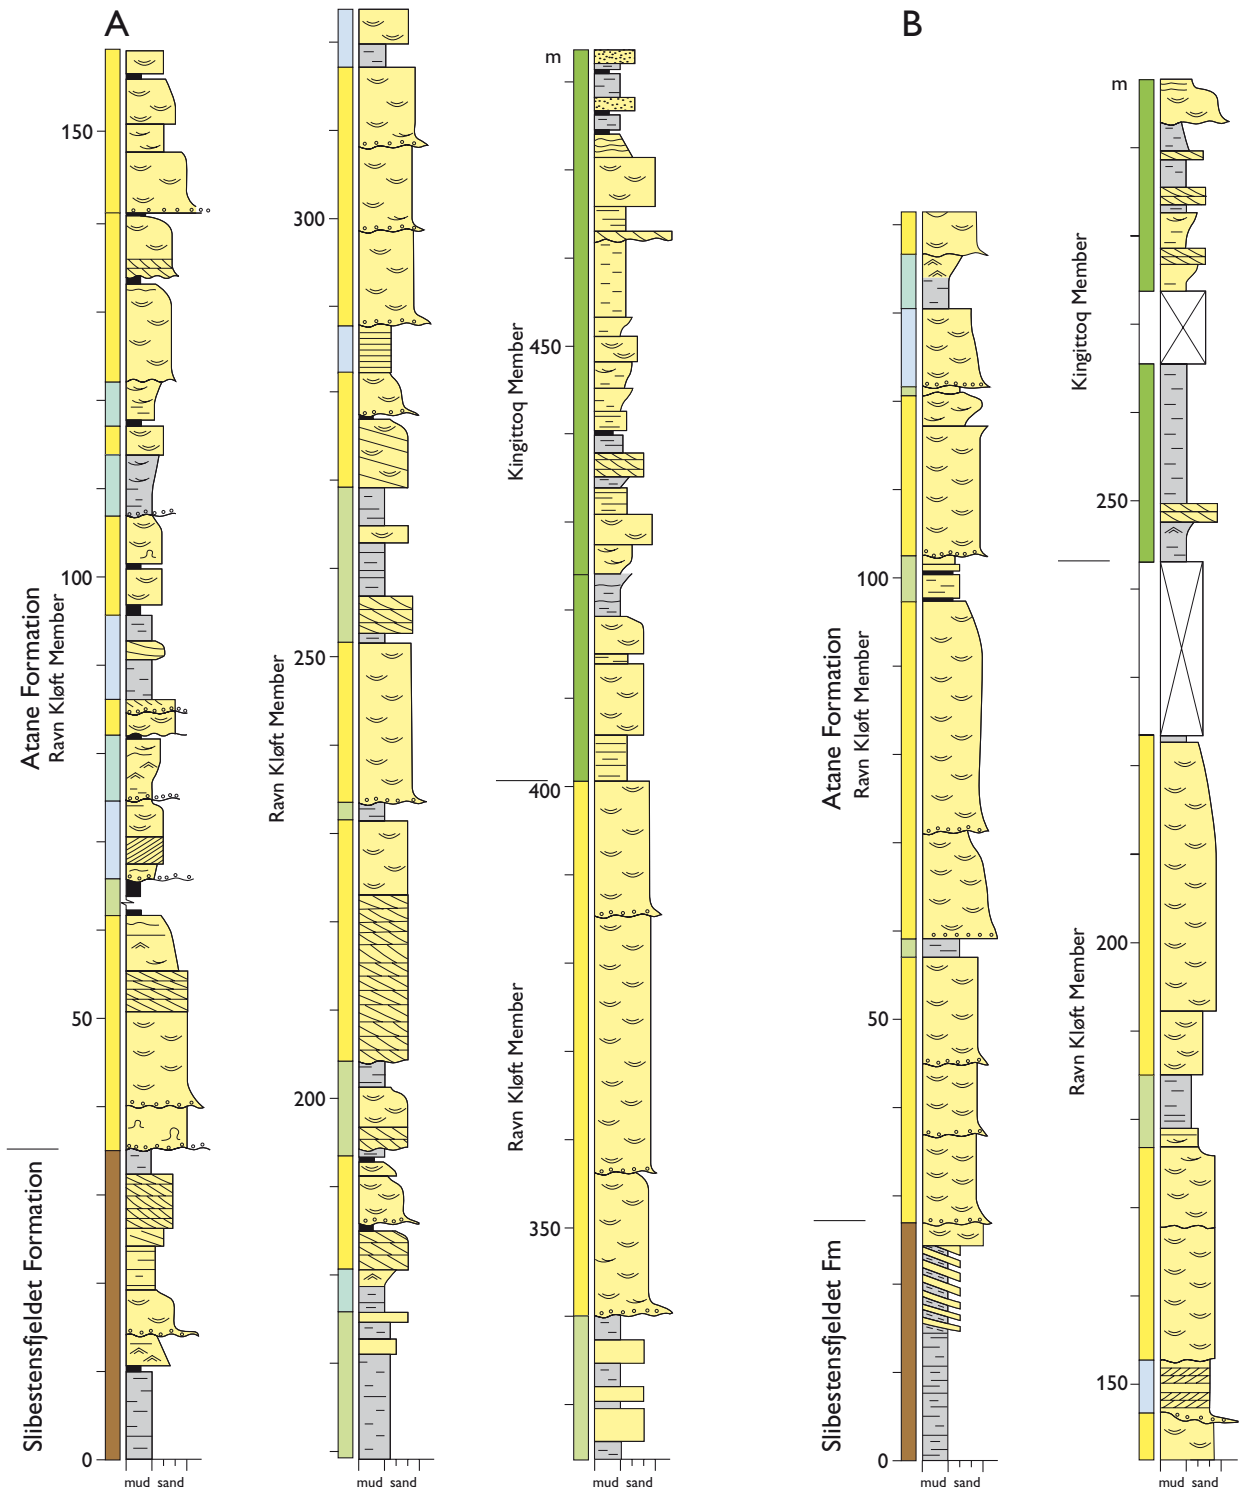 A
150
100
50
0
Atane Formation
Ravn Kløft Member
Slibestensfjeldet Formation
mud sand
300
250
200
Ravn Kløft Member
mud sand
m
450
400
350
Kingittoq Member
Ravn Kløft Member
mud sand
B
100
50
0
Atane Formation
Ravn Kløft Member
Slibestensfjeldet Fm
mud sand
m
250
200
150
Kingittoq Member
Ravn Kløft Member
mud sand